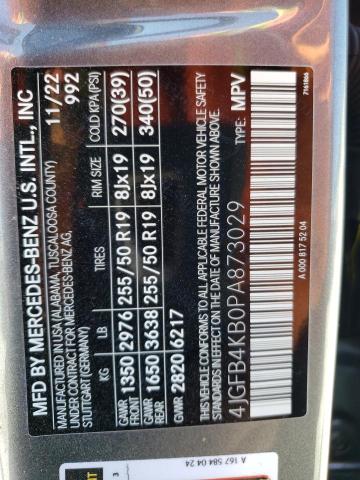 MFD BY MERCEDES-BENZ U.S. INTL., INC
IN VANCE, ALABAMA, USA/ALABAMA, TUSCALOOSA COUNTY)
UNDER CONTRACT FOR MERCEDES-BENZ AG,
STUTTGART (GERMANY)
11/22
992
KG LB TIRES RIM SIZE COLD KPA(PSI)
GAWR FRONT 1350 2976 255/50 R19 8Jx19 270(39)
GAWR REAR 1650 3638 255/50 R19 8Jx19 340(50)
GVWR 2820 6217
THIS VEHICLE CONFORMS TO ALL APPLICABLE FEDERAL MOTOR VEHICLE SAFETY
STANDARDS IN EFFECT ON THE DATE OF MANUFACTURE SHOWN ABOVE.
4JGFB4KB0PA873029 TYPE: MPV
A 000 817 52 04
7161866
A 167 584 04 24
3